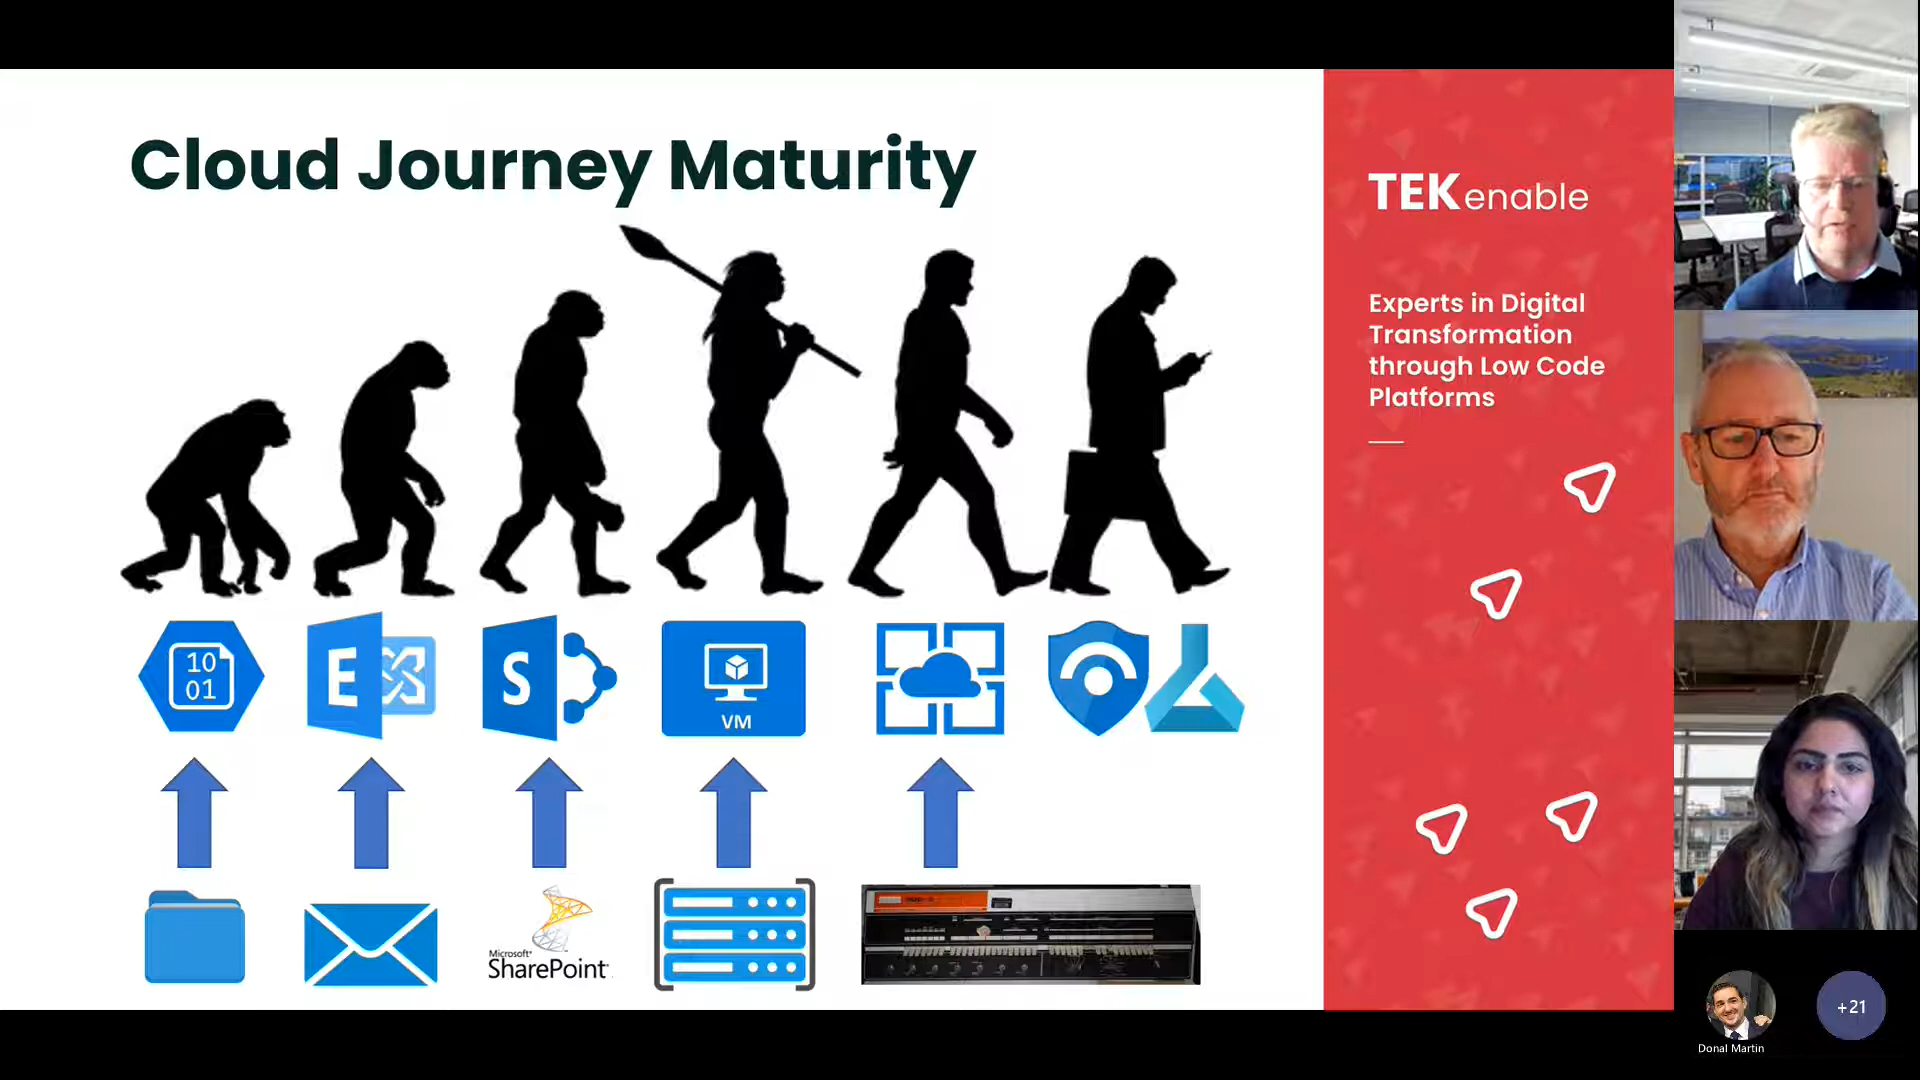 Cloud Journey Maturity
TEKenable
Experts in Digital
Transformation
through Low Code
Platforms
10
01
E
S
VM
Microsoft®
SharePoint
+21
Donal Martin